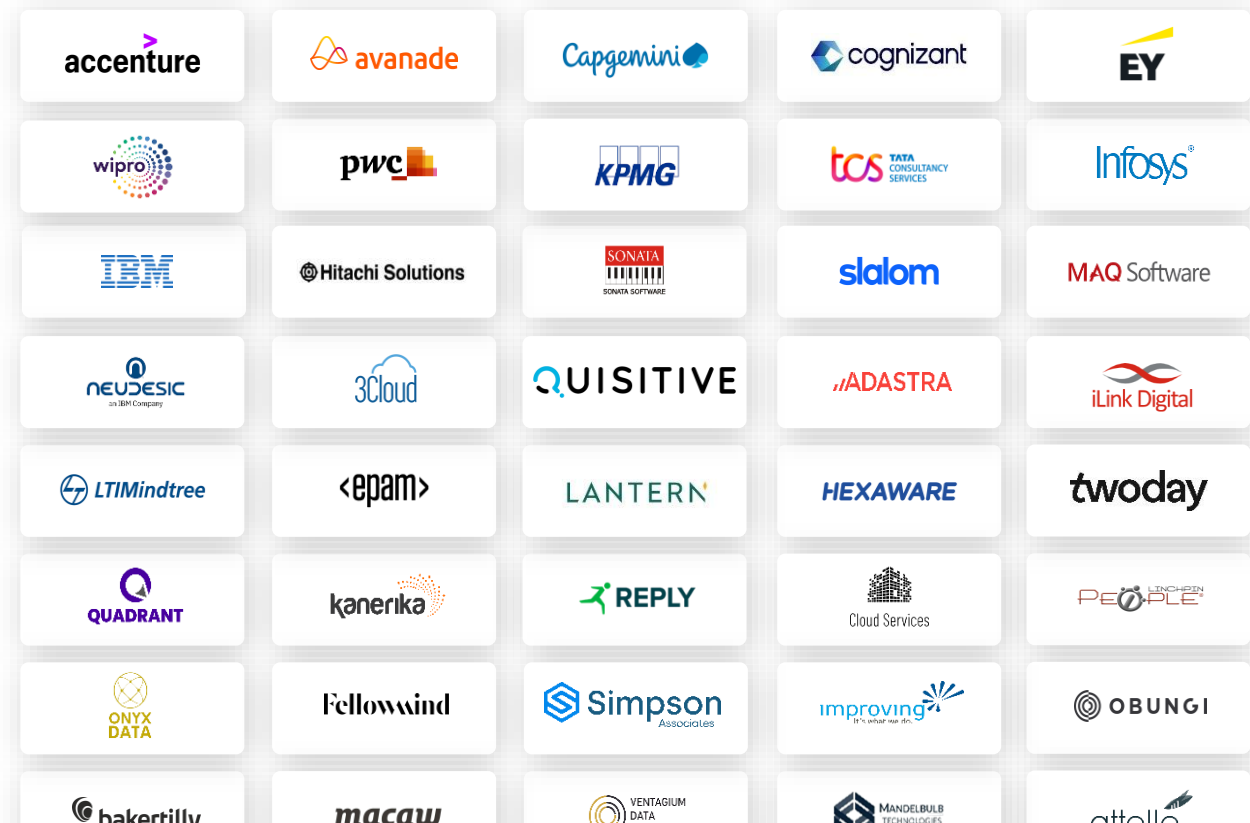 accenture
avanade
Capgemini
cognizant
EY
wipro
pwc
KPMG
tcs TATA
CONSULTANCY
SERVICES
Infosys®
IBM
Hitachi Solutions
SONATA
SONATA SOFTWARE
slalom
MAQ Software
NEUDESIC
an IBM Company
3Cloud
QUISITIVE
ADASTRA
iLink Digital
LTIMindtree
<epam>
LANTERN
HEXAWARE
twoday
QUADRANT
kanerika
REPLY
Cloud Services
LINCHPIN
PEOPLE
ONYX
DATA
Fellowmind
Simpson
Associates
improving
It's what we do.
OBUNGI
bakertilly
macaw
VENTAGIUM
DATA
MANDELBULB
TECHNOLOGIES
attollo